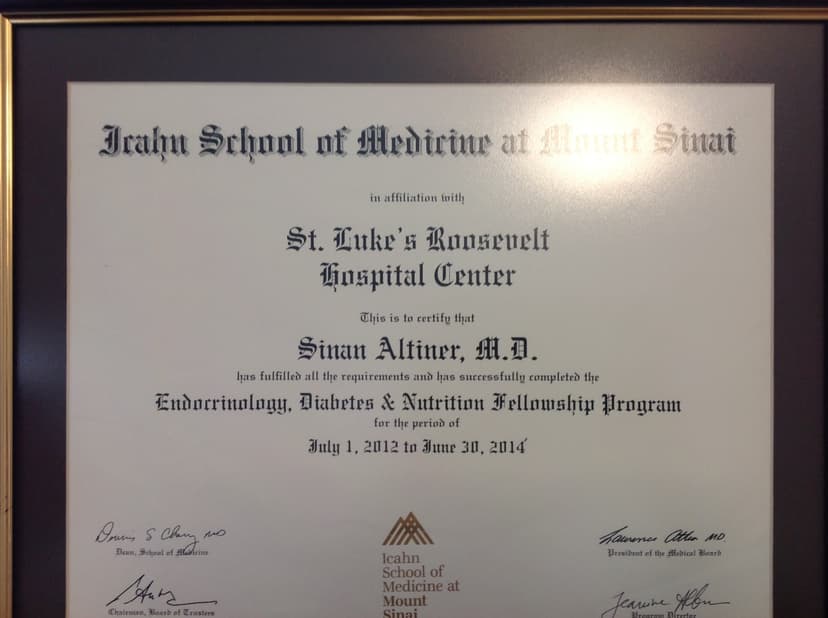 Icahn School of Medicine at Mount Sinai
in affiliation with
St. Luke's Roosevelt
Hospital Center
This is to certify that
Sinan Altiner, M.D.
has fulfilled all the requirements and has successfully completed the
Endocrinology, Diabetes & Nutrition Fellowship Program
for the period of
July 1, 2012 to June 30, 2014
MD
Dean, School of Medicine
MD.
President of the Medical Board
Icahn
School of
Medicine at
Mount
Sinai
Chairman, Board of Trustees
Program Director